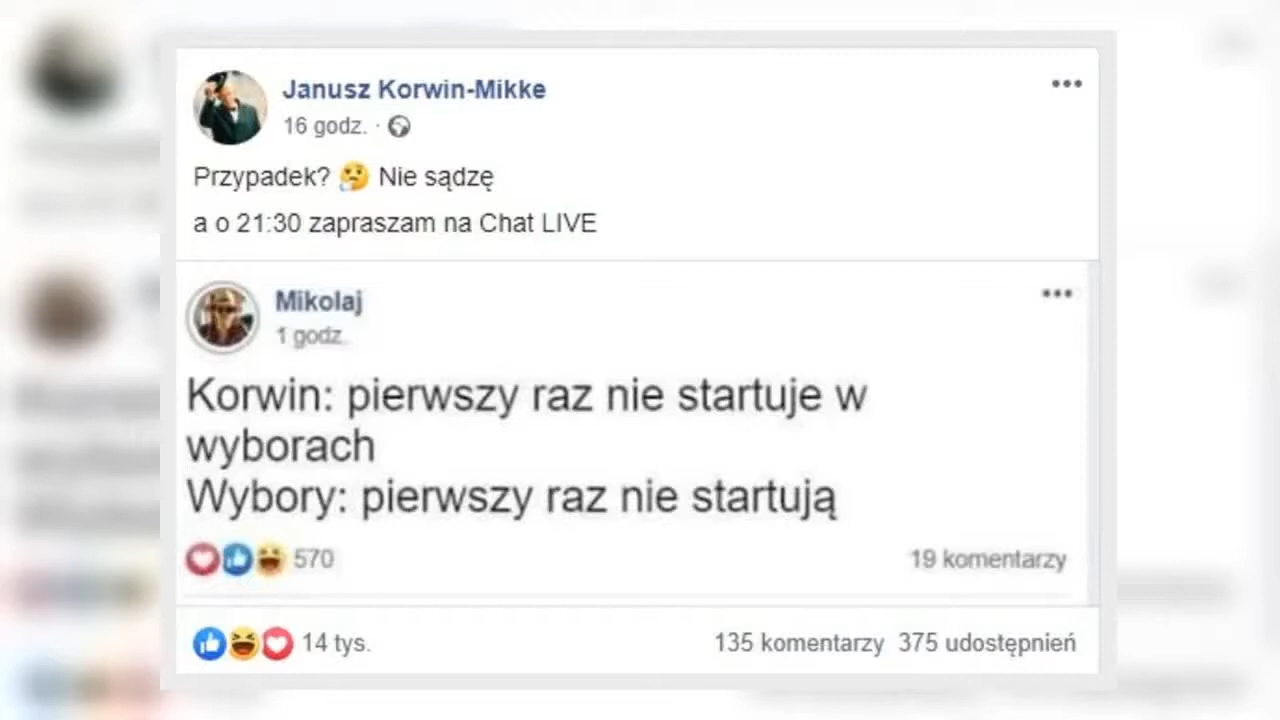 Janusz Korwin-Mikke
16 godz. ·
Przypadek? 🤔 Nie sądzę
a o 21:30 zapraszam na Chat LIVE
Mikolaj
1 godz.
Korwin: pierwszy raz nie startuje w
wyborach
Wybory: pierwszy raz nie startują
570 19 komentarzy
14 tys. 135 komentarzy 375 udostępnień